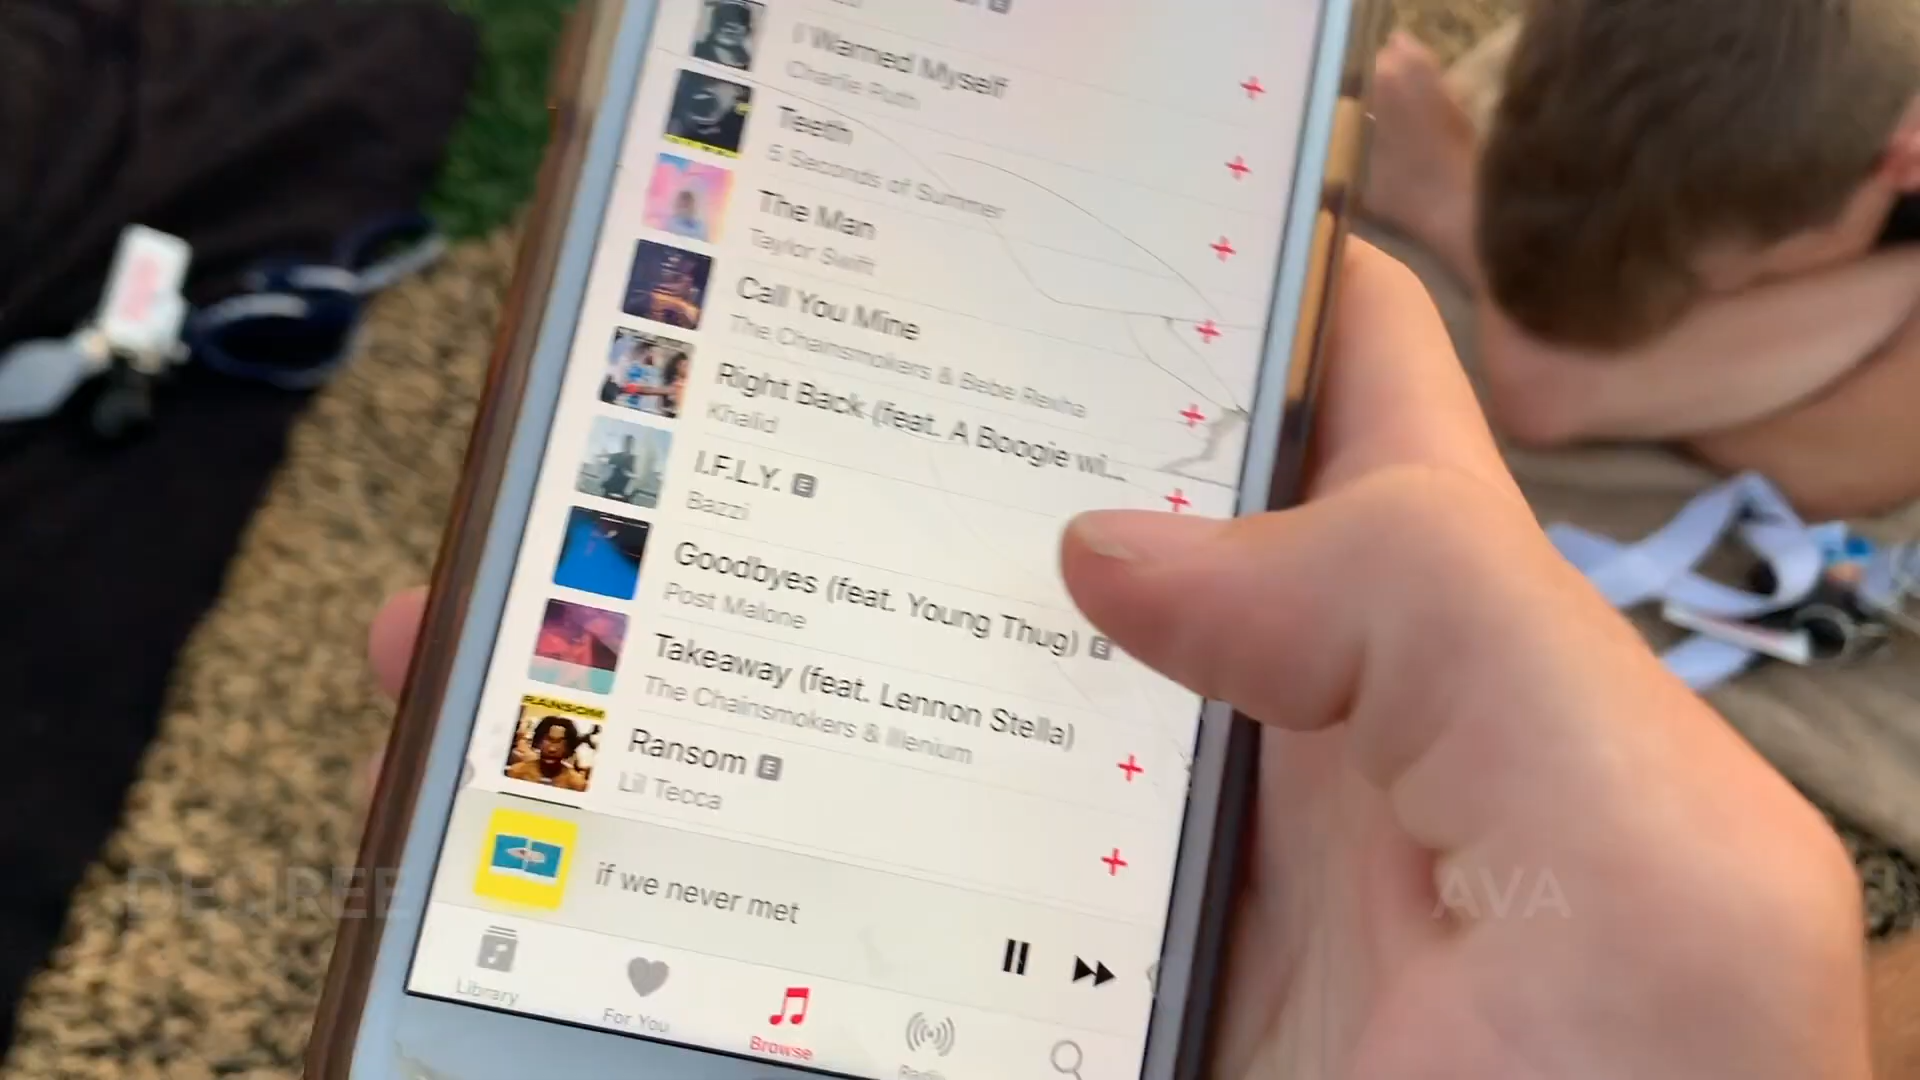 I Warned Myself
Charlie Puth
Teeth
5 Seconds of Summer
The Man
Taylor Swift
Call You Mine
The Chainsmokers & Bebe Rexha
Right Back (feat. A Boogie wi...
Khalid
I.F.L.Y. E
Bazzi
Goodbyes (feat. Young Thug) E
Post Malone
Takeaway (feat. Lennon Stella)
The Chainsmokers & Illenium
RANSOM
Ransom E
Lil Tecca
if we never met
Library
For You
Browse
Radio
DESIREE
AVA